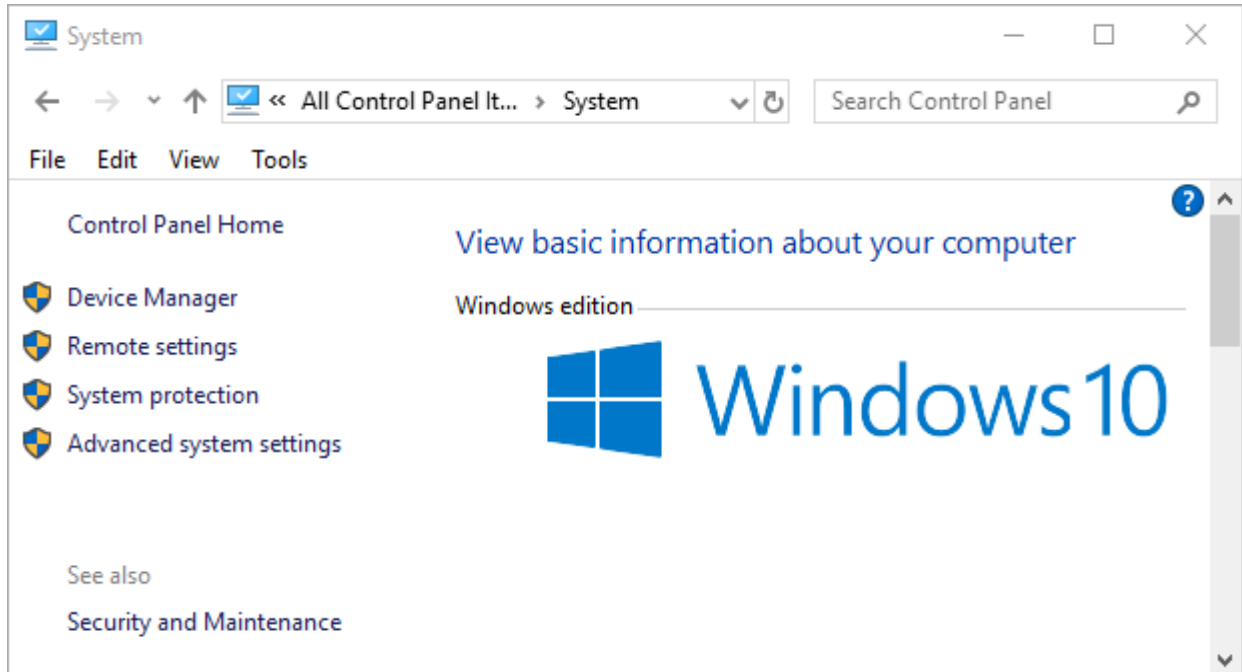 System
« All Control Panel It... › System
Search Control Panel
File Edit View Tools
Control Panel Home
Device Manager
Remote settings
System protection
Advanced system settings
See also
Security and Maintenance
?
View basic information about your computer
Windows edition
Windows 10